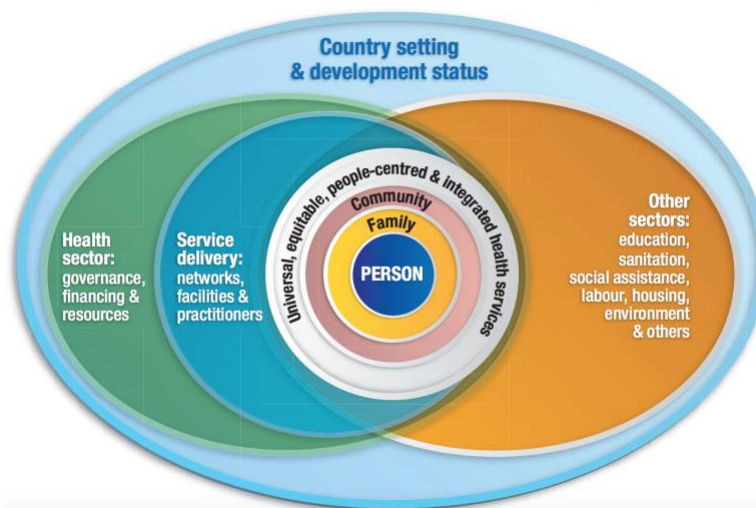 Country setting
& development status
Health
sector:
governance,
financing &
resources
Service
delivery:
networks,
facilities &
practitioners
Universal, equitable, people-centred & integrated health services
Community
Family
PERSON
Other
sectors:
education,
sanitation,
social assistance,
labour, housing,
environment
& others